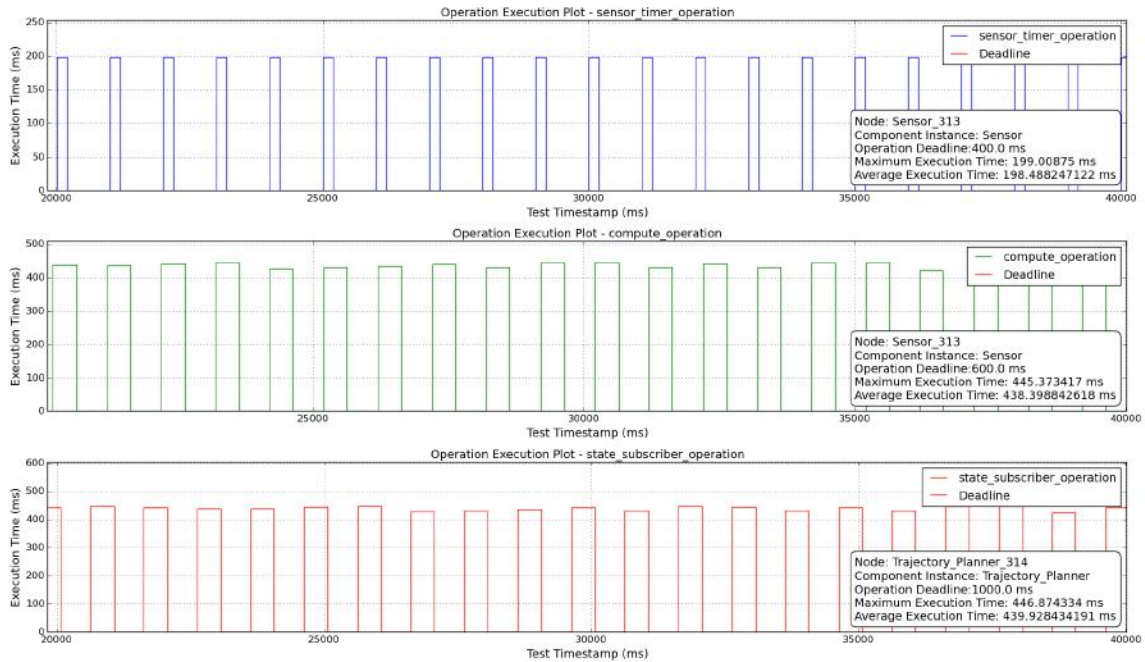 Operation Execution Plot - sensor_timer_operation
Execution Time (ms)
250
200
150
100
50
0
sensor_timer_operation
Deadline
Node: Sensor_313
Component Instance: Sensor
Operation Deadline:400.0 ms
Maximum Execution Time: 199.00875 ms
Average Execution Time: 198.488247122 ms
20000 25000 30000 35000 40000
Test Timestamp (ms)
Operation Execution Plot - compute_operation
Execution Time (ms)
500
400
300
200
100
0
compute_operation
Deadline
Node: Sensor_313
Component Instance: Sensor
Operation Deadline:600.0 ms
Maximum Execution Time: 445.373417 ms
Average Execution Time: 438.398842618 ms
25000 30000 35000 40000
Test Timestamp (ms)
Operation Execution Plot - state_subscriber_operation
Execution Time (ms)
600
500
400
300
200
100
0
state_subscriber_operation
Deadline
Node: Trajectory_Planner_314
Component Instance: Trajectory_Planner
Operation Deadline:1000.0 ms
Maximum Execution Time: 446.874334 ms
Average Execution Time: 439.928434191 ms
20000 25000 30000 35000 40000
Test Timestamp (ms)